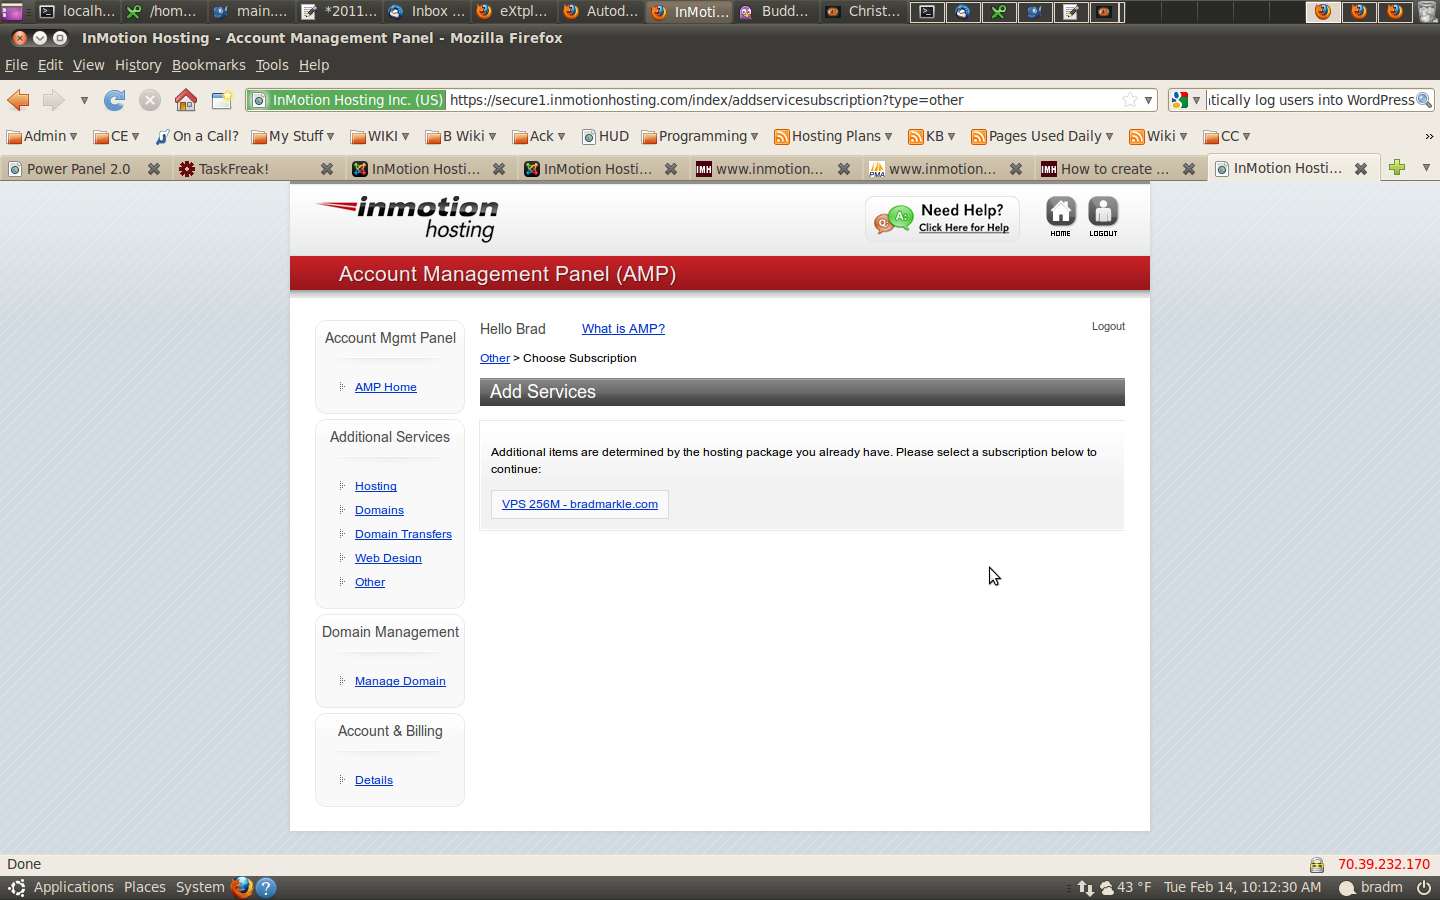 localh... /hom... main.... *2011... Inbox ... eXtpl... Autod... InMoti... Budd... Christ...
InMotion Hosting - Account Management Panel - Mozilla Firefox
File Edit View History Bookmarks Tools Help
InMotion Hosting Inc. (US) https://secure1.inmotionhosting.com/index/addservicesubscription?type=other tically log users into WordPress
Admin CE On a Call? My Stuff WIKI B Wiki Ack HUD Programming Hosting Plans KB Pages Used Daily Wiki CC »
Power Panel 2.0 TaskFreak! InMotion Hosti... InMotion Hosti... IMH www.inmotion... PMA www.inmotion... IMH How to create ... InMotion Hosti...
inmotion
hosting
Q: A:
Need Help?
Click Here for Help
HOME LOGOUT
Account Management Panel (AMP)
Account Mgmt Panel
AMP Home
Additional Services
Hosting
Domains
Domain Transfers
Web Design
Other
Domain Management
Manage Domain
Account & Billing
Details
Hello Brad What is AMP? Logout
Other > Choose Subscription
Add Services
Additional items are determined by the hosting package you already have. Please select a subscription below to
continue:
VPS 256M - bradmarkle.com
Done 70.39.232.170
Applications Places System ? 43 °F Tue Feb 14, 10:12:30 AM bradm